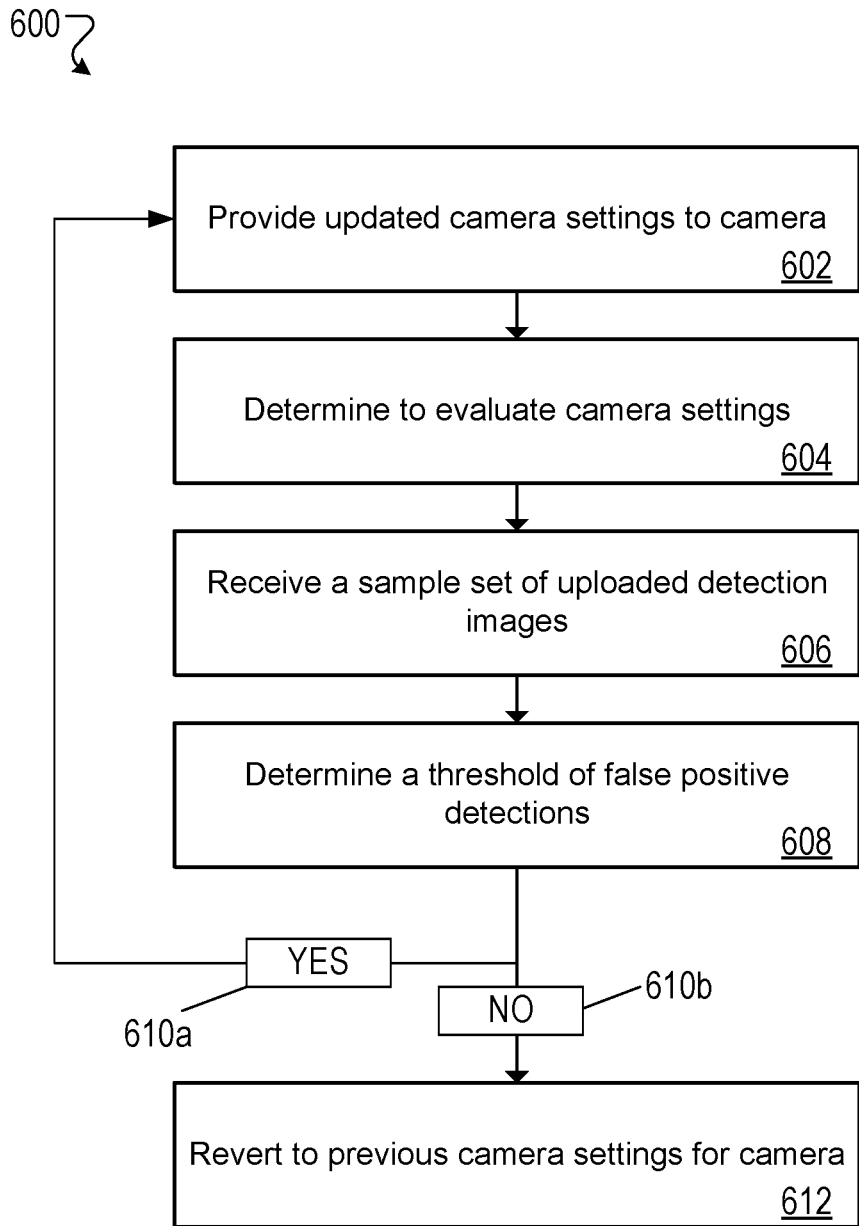 600
Provide updated camera settings to camera
602
Determine to evaluate camera settings
604
Receive a sample set of uploaded detection
images
606
Determine a threshold of false positive
detections
608
YES
610a
NO
610b
Revert to previous camera settings for camera
612